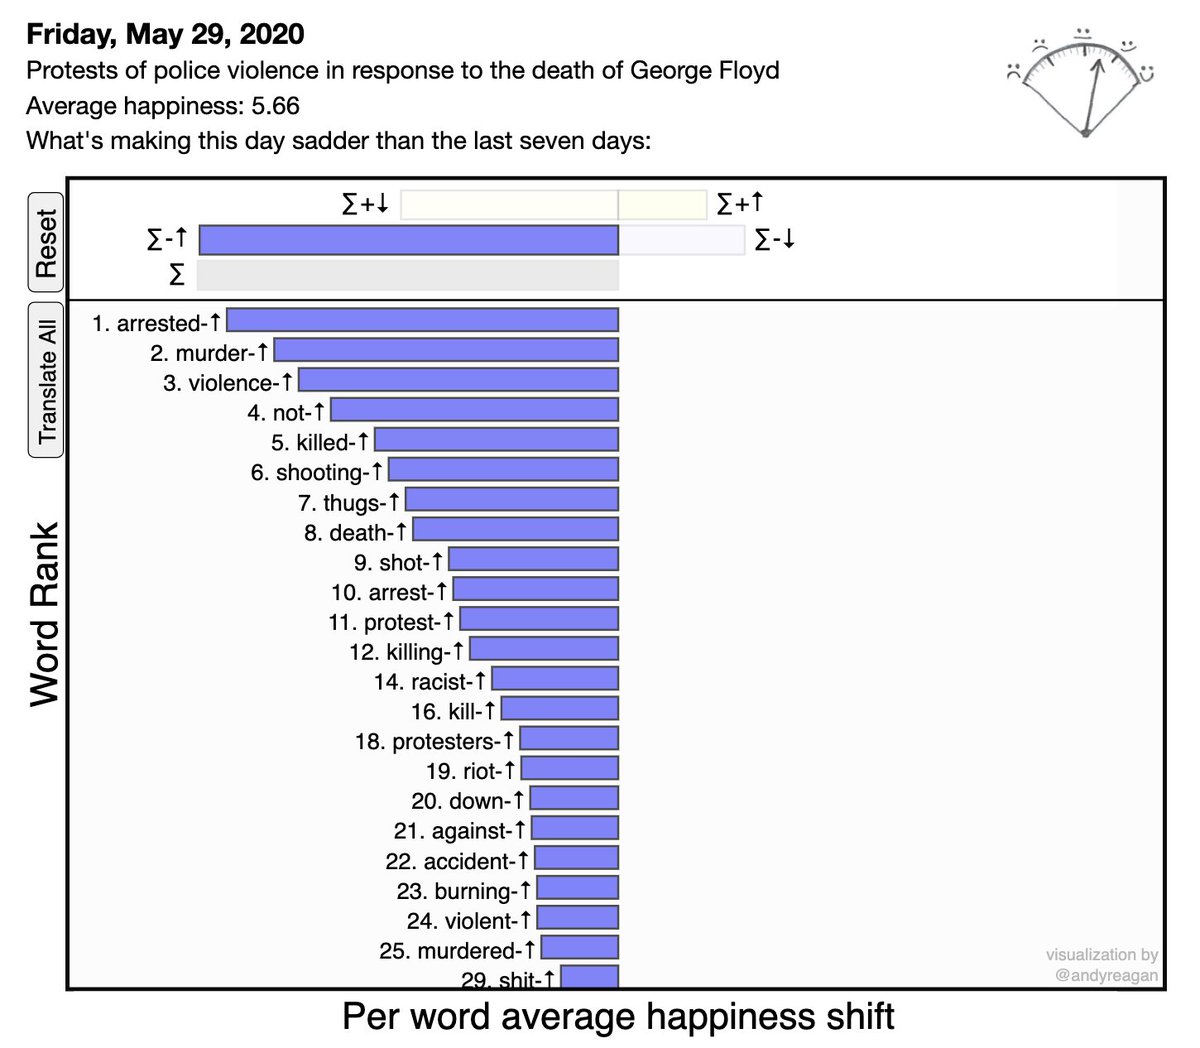 Friday, May 29, 2020
Protests of police violence in response to the death of George Floyd
Average happiness: 5.66
What's making this day sadder than the last seven days:
Reset
Translate All
∑+↓
∑+↑
∑-↑
∑-↓
∑
1. arrested-↑
2. murder-↑
3. violence-↑
4. not-↑
5. killed-↑
6. shooting-↑
7. thugs-↑
8. death-↑
9. shot-↑
10. arrest-↑
11. protest-↑
12. killing-↑
14. racist-↑
16. kill-↑
18. protesters-↑
19. riot-↑
20. down-↑
21. against-↑
22. accident-↑
23. burning-↑
24. violent-↑
25. murdered-↑
29. shit-↑
Word Rank
visualization by
@andyreagan
Per word average happiness shift